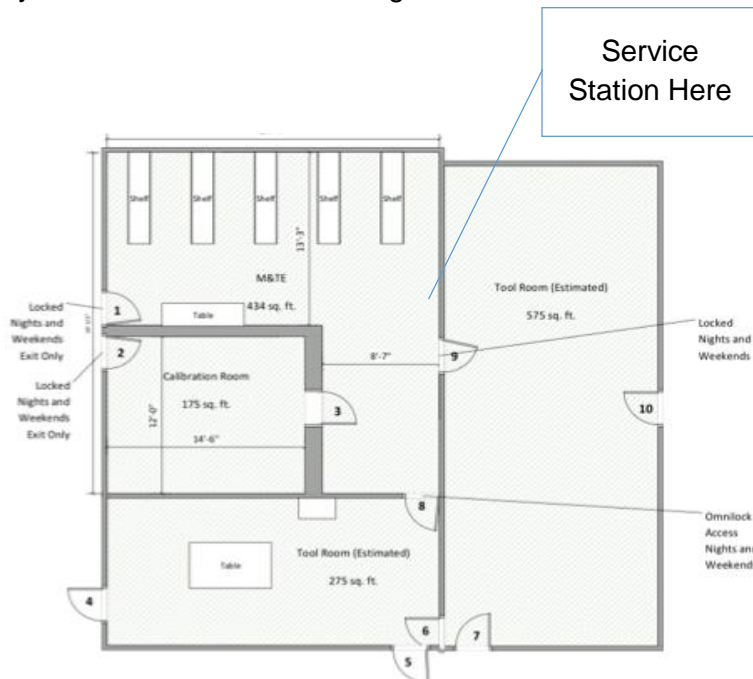 Service
Station Here
Shelf
Shelf
Shelf
Shelf
Shelf
13'-3"
M&TE
434 sq. ft.
Tool Room (Estimated)
575 sq. ft.
1
Table
Locked
Nights and
Weekends
Exit Only
2
Locked
Nights and
Weekends
Exit Only
Calibration Room
175 sq. ft.
12'-0"
14'-6"
3
8'-7"
9
Locked
Nights and
Weekends
10
8
Omnilock
Access
Nights and
Weekend
Tool Room (Estimated)
275 sq. ft.
Table
4
6
7
5